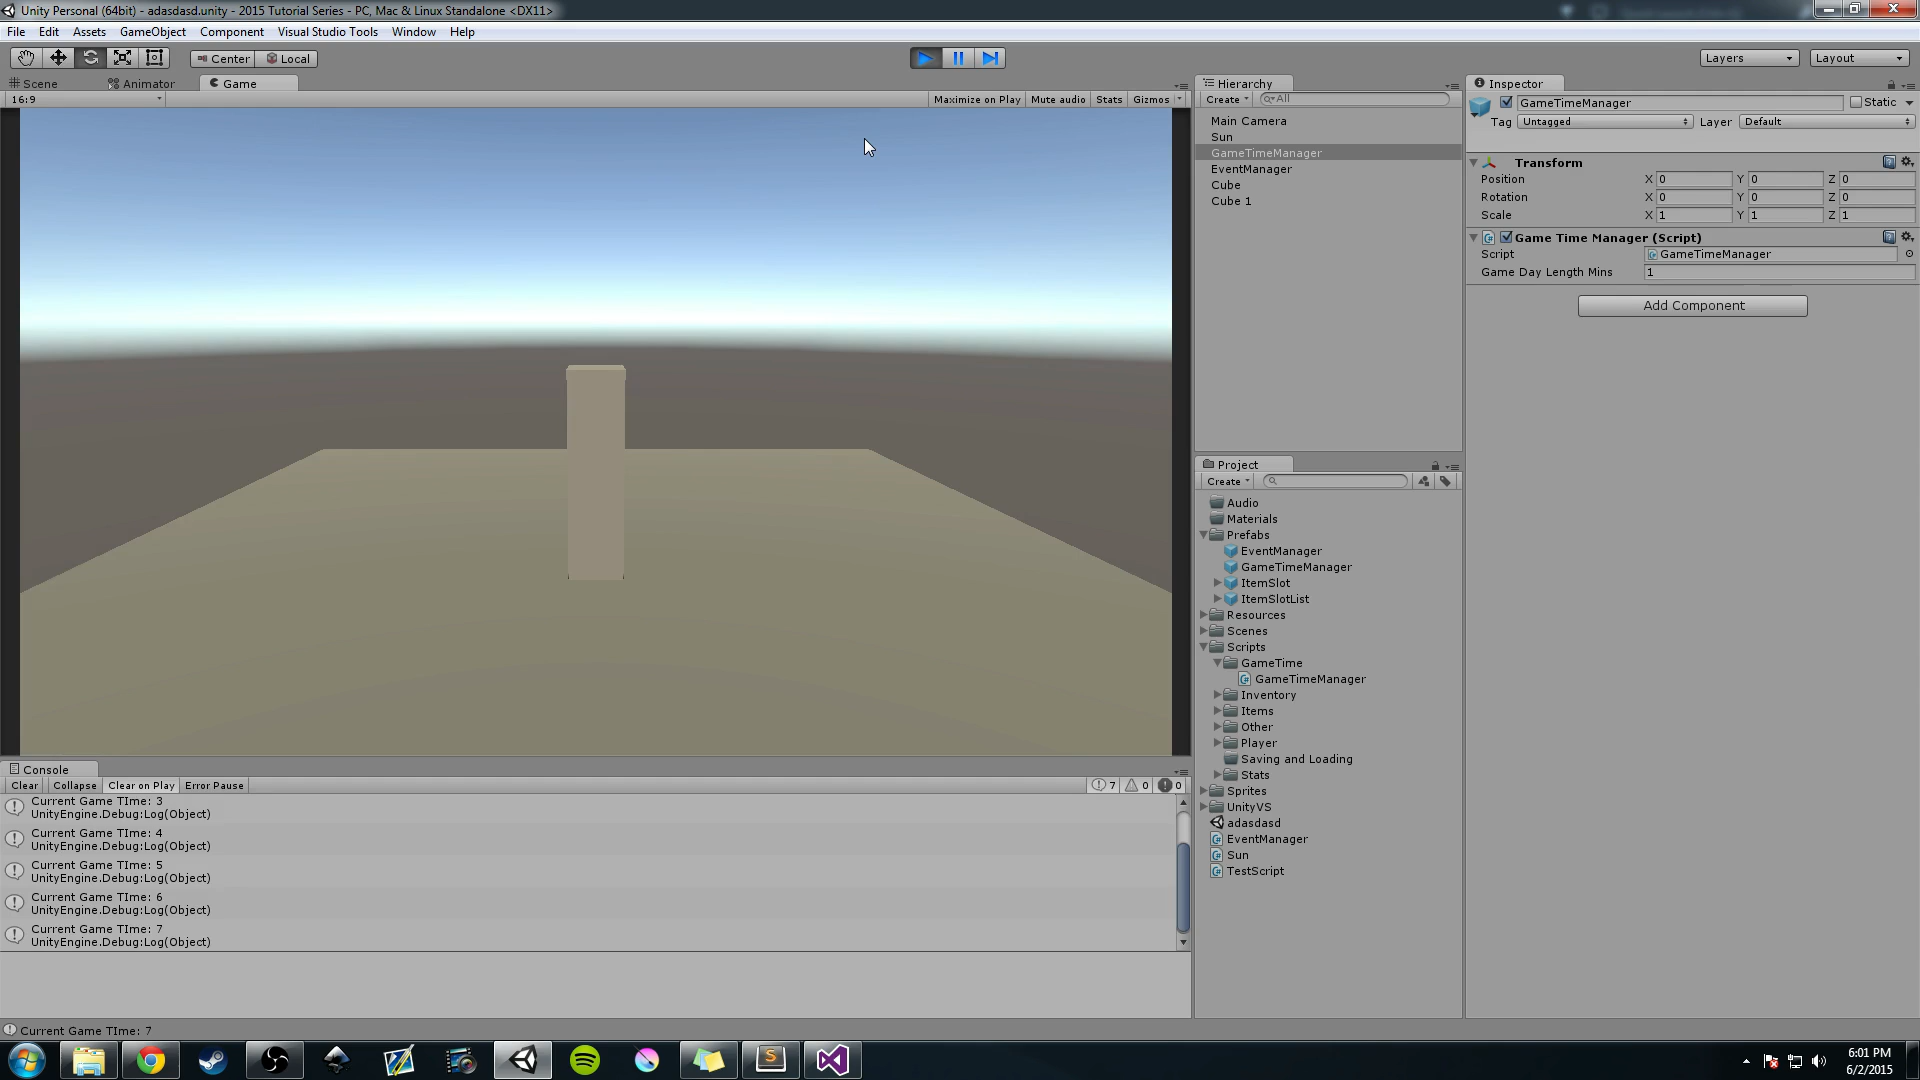 Unity Personal (64bit) - adasdasd.unity - 2015 Tutorial Series - PC, Mac & Linux Standalone <DX11>
File Edit Assets GameObject Component Visual Studio Tools Window Help
Center Local Layers Layout
Scene Animator Game
16:9 Maximize on Play Mute audio Stats Gizmos
Hierarchy
Create All
Main Camera
Sun
GameTimeManager
EventManager
Cube
Cube 1
Inspector
GameTimeManager Static
Tag Untagged Layer Default
Transform
Position X 0 Y 0 Z 0
Rotation X 0 Y 0 Z 0
Scale X 1 Y 1 Z 1
Game Time Manager (Script)
Script GameTimeManager
Game Day Length Mins 1
Add Component
Project
Create
Audio
Materials
Prefabs
EventManager
GameTimeManager
ItemSlot
ItemSlotList
Resources
Scenes
Scripts
GameTime
GameTimeManager
Inventory
Items
Other
Player
Saving and Loading
Stats
Sprites
UnityVS
adasdasd
EventManager
Sun
TestScript
Console
Clear Collapse Clear on Play Error Pause 7 0 0
Current Game TIme: 3
UnityEngine.Debug:Log(Object)
Current Game TIme: 4
UnityEngine.Debug:Log(Object)
Current Game TIme: 5
UnityEngine.Debug:Log(Object)
Current Game TIme: 6
UnityEngine.Debug:Log(Object)
Current Game TIme: 7
UnityEngine.Debug:Log(Object)
Current Game TIme: 7
6:01 PM
6/2/2015